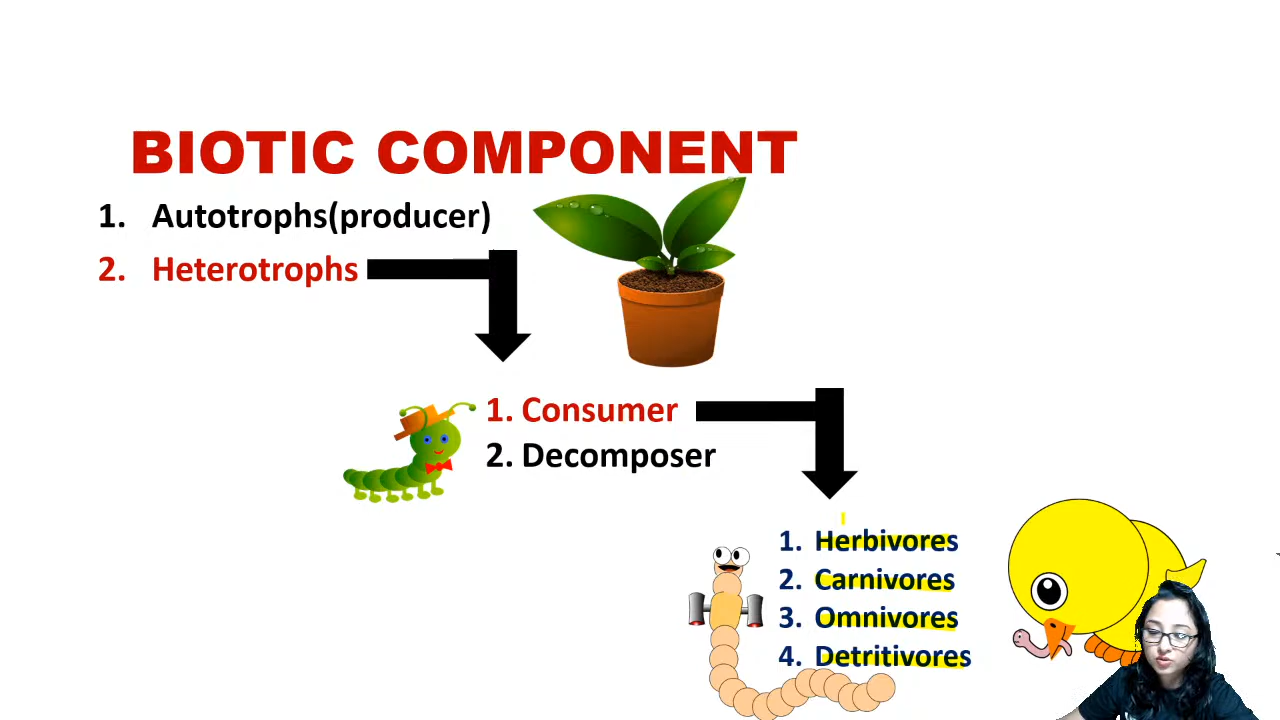 BIOTIC COMPONENT
1. Autotrophs(producer)
2. Heterotrophs
1. Consumer
2. Decomposer
1. Herbivores
2. Carnivores
3. Omnivores
4. Detritivores